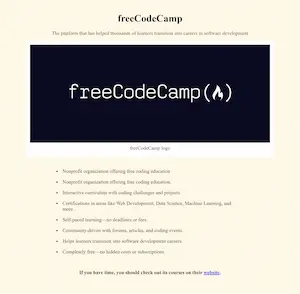 freeCodeCamp
The platform that has helped thousands of learners transition into careers in software development
freeCodeCamp(🔥)
freeCodeCamp logo
• Nonprofit organization offering free coding education
• Nonprofit organization offering free coding education.
• Interactive curriculum with coding challenges and projects.
• Certifications in areas like Web Development, Data Science, Machine Learning, and
more.
• Self-paced learning—no deadlines or fees.
• Community-driven with forums, articles, and coding events.
• Helps learners transition into software development careers.
• Completely free—no hidden costs or subscriptions.
If you have time, you should check out its courses on their website.